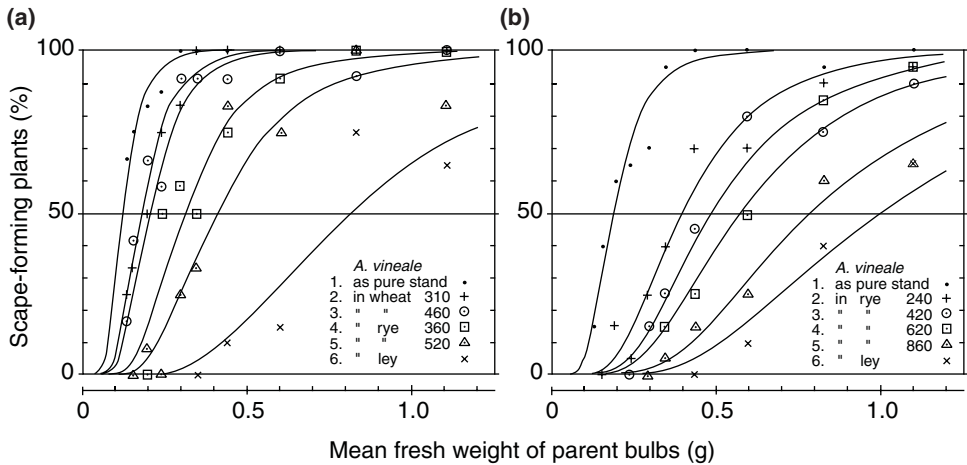 (a)
(b)
Scape-forming plants (%)
100
50
0
A. vineale
1. as pure stand •
2. in wheat 310 +
3. " " 460 ⊙
4. " rye 360 ⊡
5. " " 520 △
6. " ley ×
0 0.5 1.0
100
50
0
A. vineale
1. as pure stand •
2. in rye 240 +
3. " " 420 ⊙
4. " " 620 ⊡
5. " " 860 △
6. " ley ×
0 0.5 1.0
Mean fresh weight of parent bulbs (g)